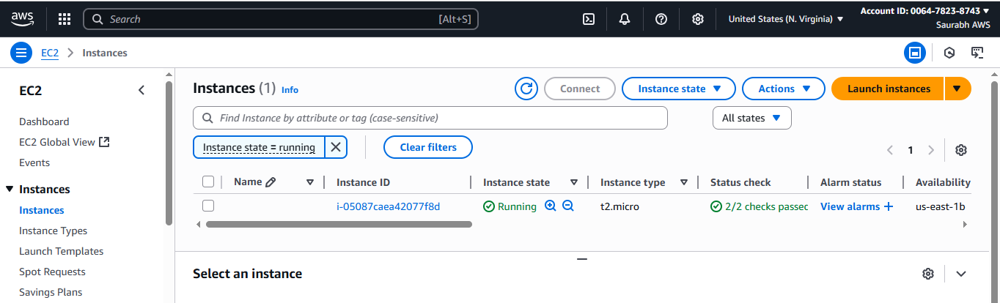 aws Search [Alt+S] United States (N. Virginia) Account ID: 0064-7823-8743
Saurabh AWS
EC2 Instances
EC2
Dashboard
EC2 Global View
Events
Instances
Instances
Instance Types
Launch Templates
Spot Requests
Savings Plans
Instances (1) Info Connect Instance state Actions Launch instances
Find Instance by attribute or tag (case-sensitive) All states
Instance state = running Clear filters 1
Name Instance ID Instance state Instance type Status check Alarm status Availability
i-05087caea42077f8d Running t2.micro 2/2 checks passec View alarms + us-east-1b
Select an instance